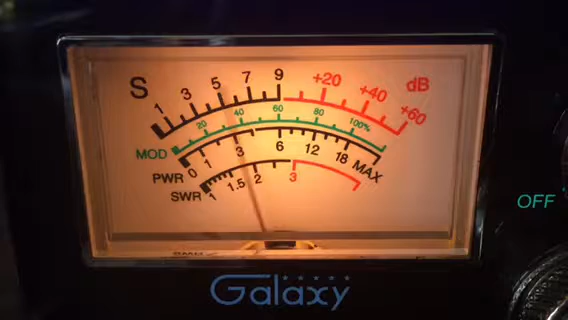 S 1 3 5 7 9 +20 +40 +60 dB
MOD 20 40 60 80 100%
PWR 0 1 3 6 12 18 MAX
SWR 1 1.5 2 3
OFF
Galaxy